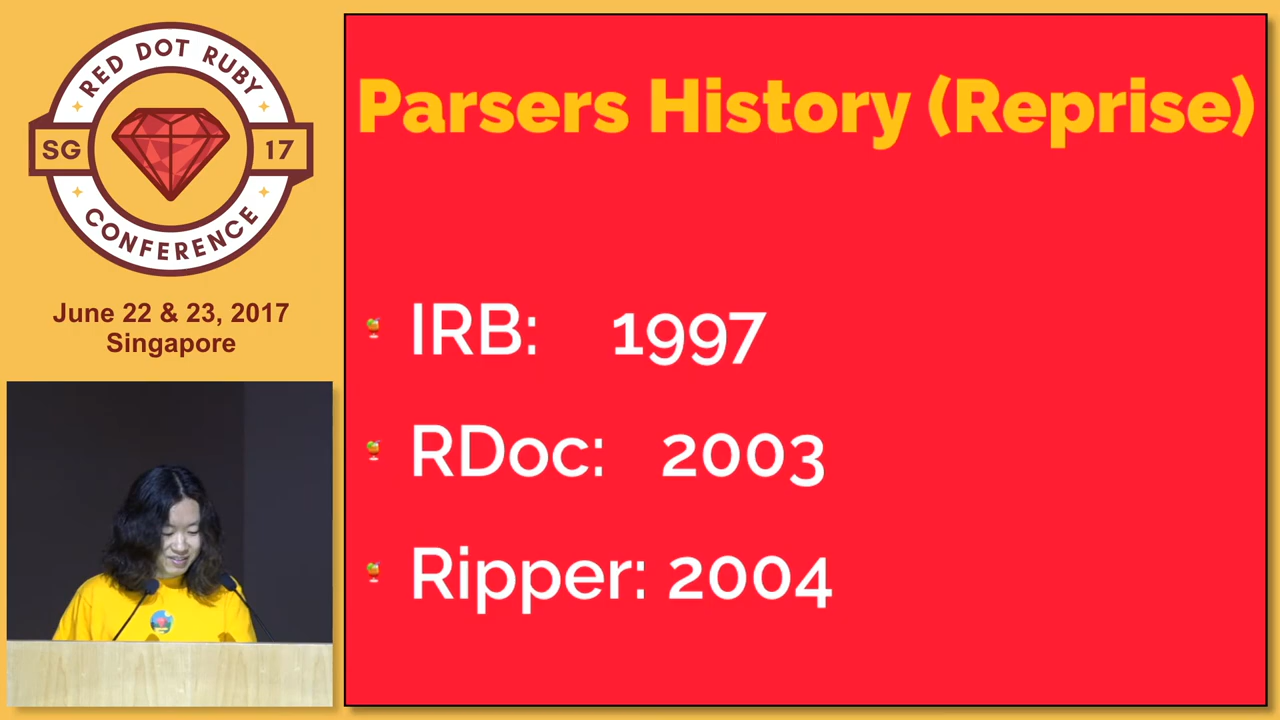 RED DOT RUBY
SG 17
CONFERENCE
June 22 & 23, 2017
Singapore
Parsers History (Reprise)
IRB: 1997
RDoc: 2003
Ripper: 2004